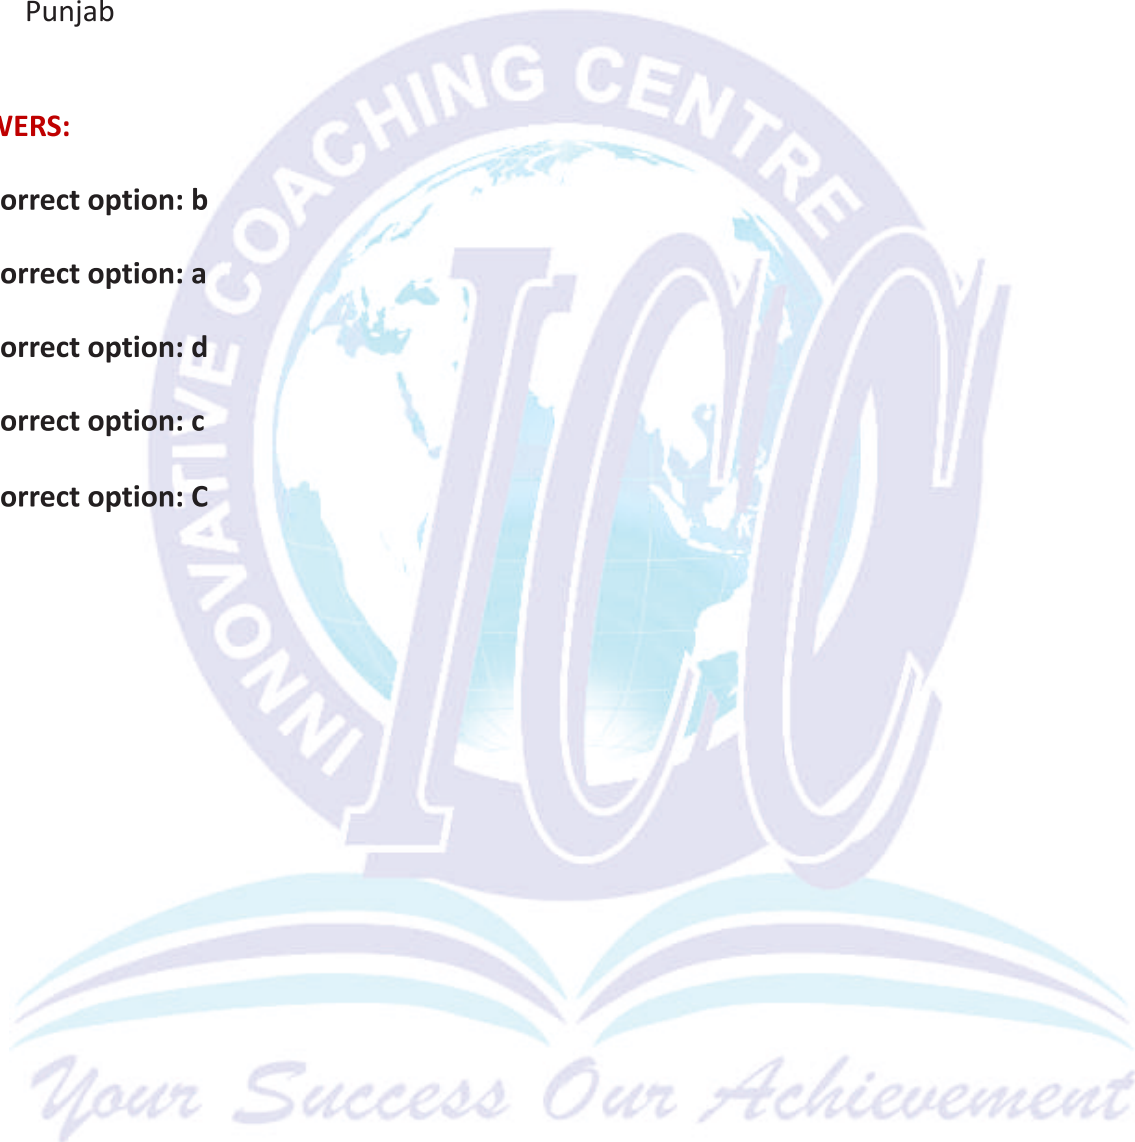 Punjab
WERS:
orrect option: b
orrect option: a
orrect option: d
orrect option: c
orrect option: C
INNOVATIVE COACHING CENTRE
ICC
Your Success Our Achievement